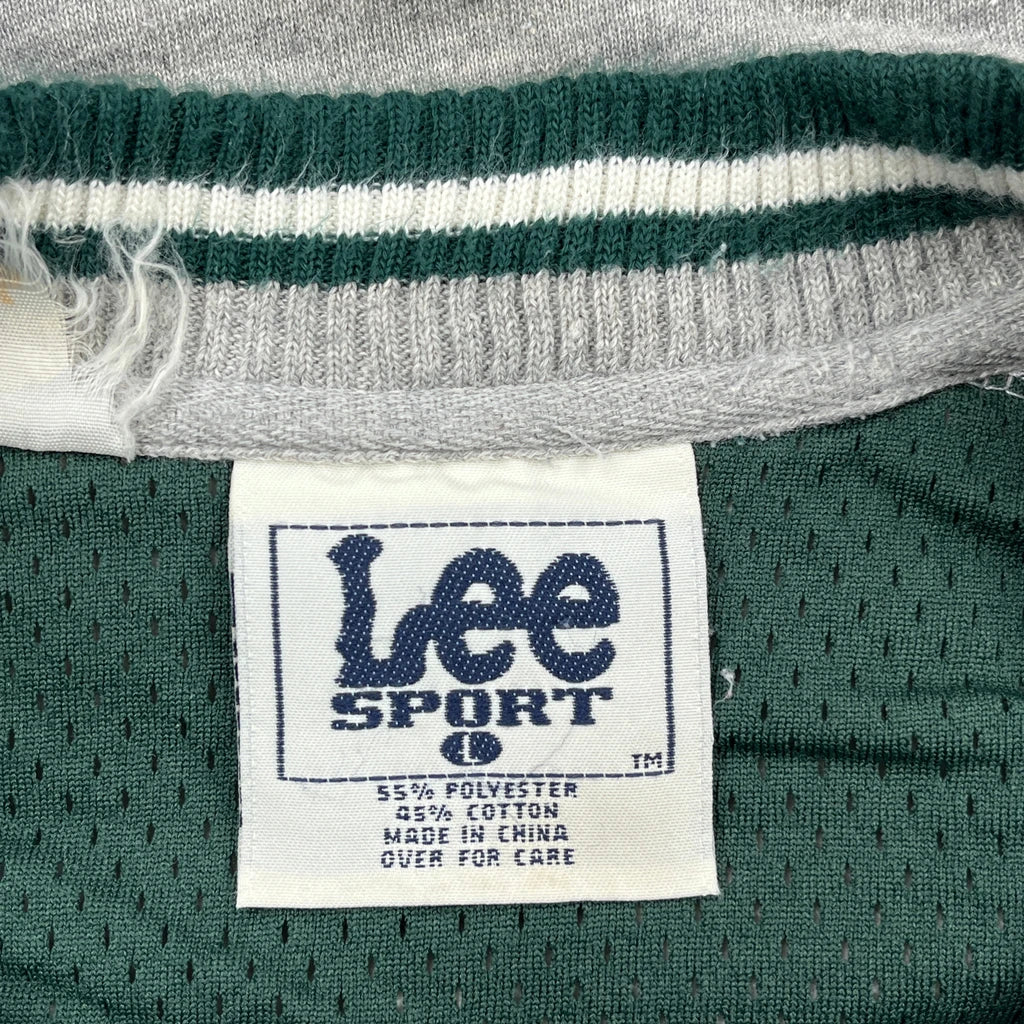 Lee
SPORT
L
TM
55% POLYESTER
45% COTTON
MADE IN CHINA
OVER FOR CARE